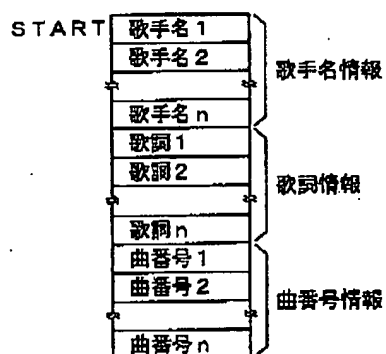 START 歌手名1
歌手名2
歌手名情報
歌手名n
歌詞1
歌詞2
歌詞情報
歌詞n
曲番号1
曲番号2
曲番号情報
曲番号n